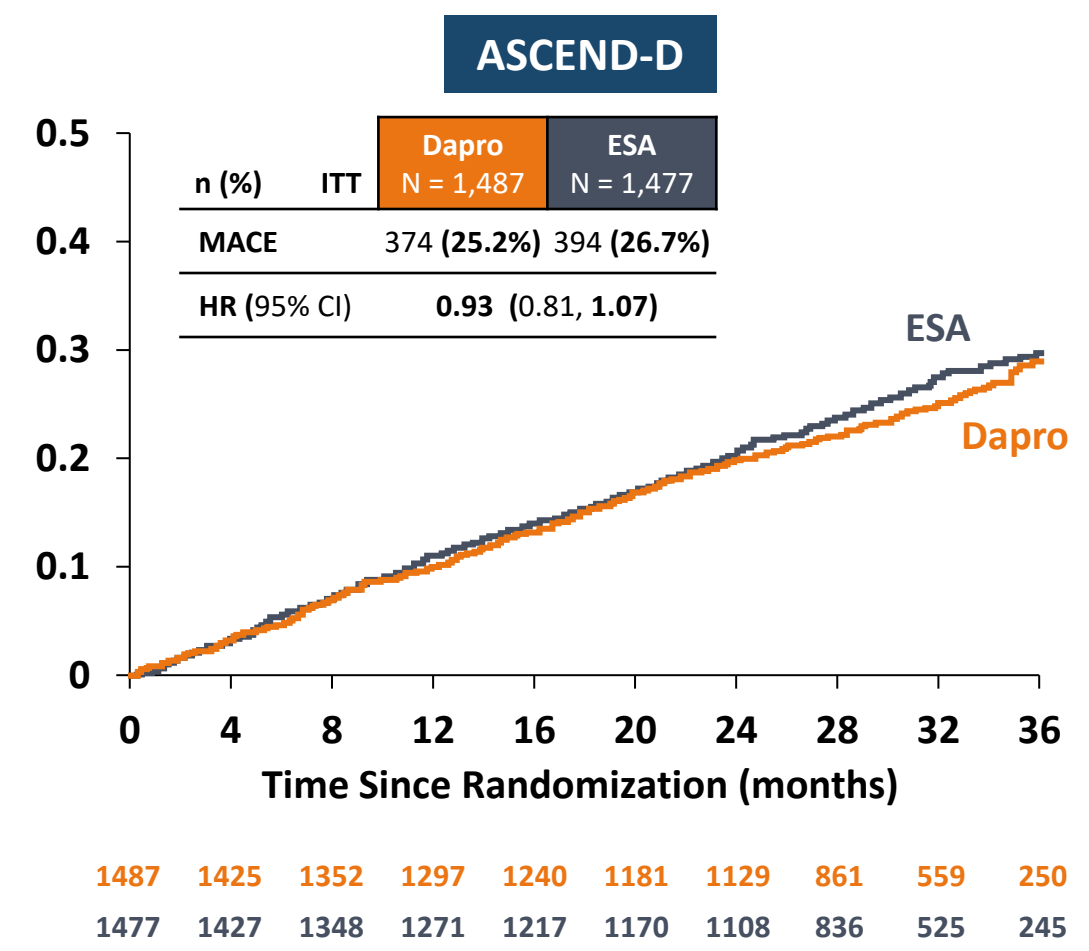 ASCEND-D
Dapro ESA
n (%) ITT N = 1,487 N = 1,477
MACE 374 (25.2%) 394 (26.7%)
HR (95% CI) 0.93 (0.81, 1.07)
0.5
0.4
0.3
0.2
0.1
0
ESA
Dapro
0 4 8 12 16 20 24 28 32 36
Time Since Randomization (months)
1487 1425 1352 1297 1240 1181 1129 861 559 250
1477 1427 1348 1271 1217 1170 1108 836 525 245